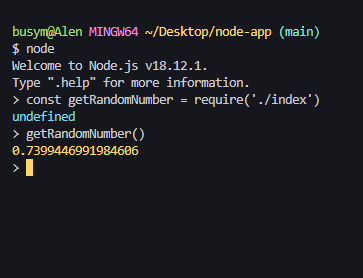 busym@Alen MINGW64 ~/Desktop/node-app (main)
$ node
Welcome to Node.js v18.12.1.
Type ".help" for more information.
> const getRandomNumber = require('./index')
undefined
> getRandomNumber()
0.7399446991984606
>